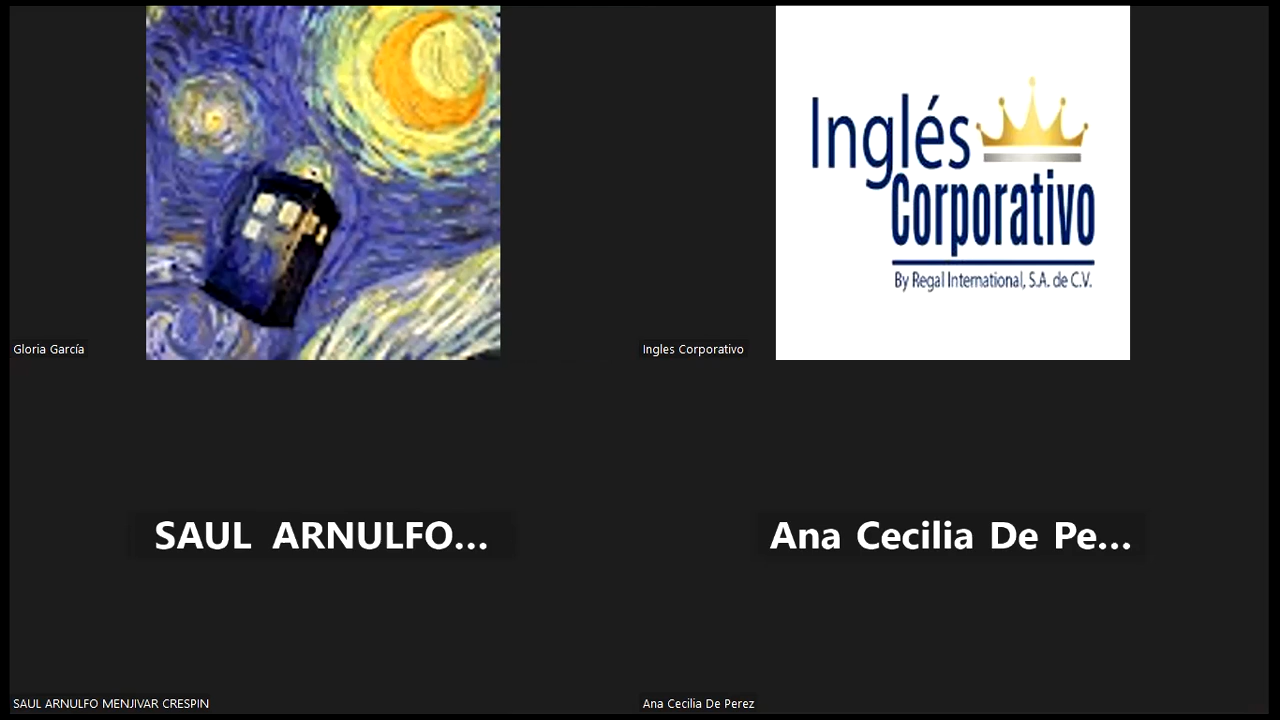 Inglés
Corporativo
By Regal International, S.A. de C.V.
Gloria García
Ingles Corporativo
SAUL ARNULFO...
Ana Cecilia De Pe...
SAUL ARNULFO MENJIVAR CRESPIN
Ana Cecilia De Perez